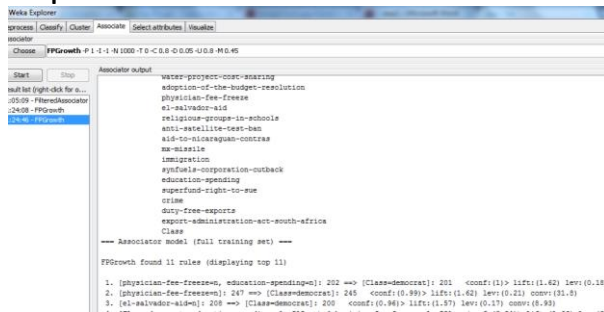 Weka Explorer
eprocess Classify Cluster Associate Select attributes Visualize
ssociator
Choose FPGrowth -P 1 -I -1 -N 1000 -T 0 -C 0.8 -D 0.05 -U 0.8 -M 0.45
Start Stop
Associator output
esult list (right-click for o...
:05:09 - FilteredAssociator
:24:08 - FPGrowth
:24:46 - FPGrowth
water-project-cost-sharing
adoption-of-the-budget-resolution
physician-fee-freeze
el-salvador-aid
religious-groups-in-schools
anti-satellite-test-ban
aid-to-nicaraguan-contras
mx-missile
immigration
synfuels-corporation-cutback
education-spending
superfund-right-to-sue
crime
duty-free-exports
export-administration-act-south-africa
Class
=== Associator model (full training set) ===
FPGrowth found 11 rules (displaying top 11)
1. [physician-fee-freeze=n, education-spending=n]: 202 ==> [Class=democrat]: 201 <conf:(1)> lift:(1.62) lev:(0.18
2. [physician-fee-freeze=n]: 247 ==> [Class=democrat]: 245 <conf:(0.99)> lift:(1.62) lev:(0.21) conv:(31.8)
3. [el-salvador-aid=n]: 208 ==> [Class=democrat]: 200 <conf:(0.96)> lift:(1.57) lev:(0.17) conv:(8.93)